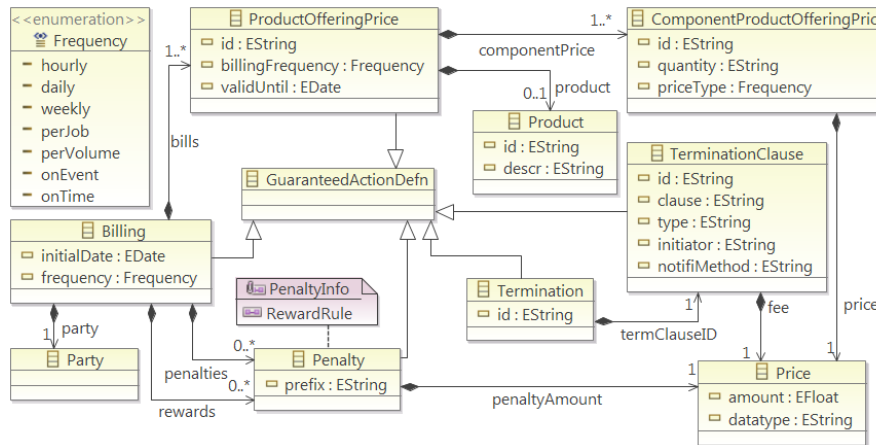 <<enumeration>>
Frequency
hourly
daily
weekly
perJob
perVolume
onEvent
onTime
ProductOfferingPrice
id : EString
billingFrequency : Frequency
validUntil : EDate
1..*
componentPrice
ComponentProductOfferingPric
id : EString
quantity : EString
priceType : Frequency
1..*
bills
product
0..1
Product
id : EString
descr : EString
GuaranteedActionDefn
TerminationClause
id : EString
clause : EString
type : EString
initiator : EString
notifiMethod : EString
Billing
initialDate : EDate
frequency : Frequency
PenaltyInfo
RewardRule
Termination
id : EString
1
termClauseID
fee
price
1
party
Party
penalties
0..*
0..*
rewards
Penalty
prefix : EString
penaltyAmount
1
1
1
Price
amount : EFloat
datatype : EString